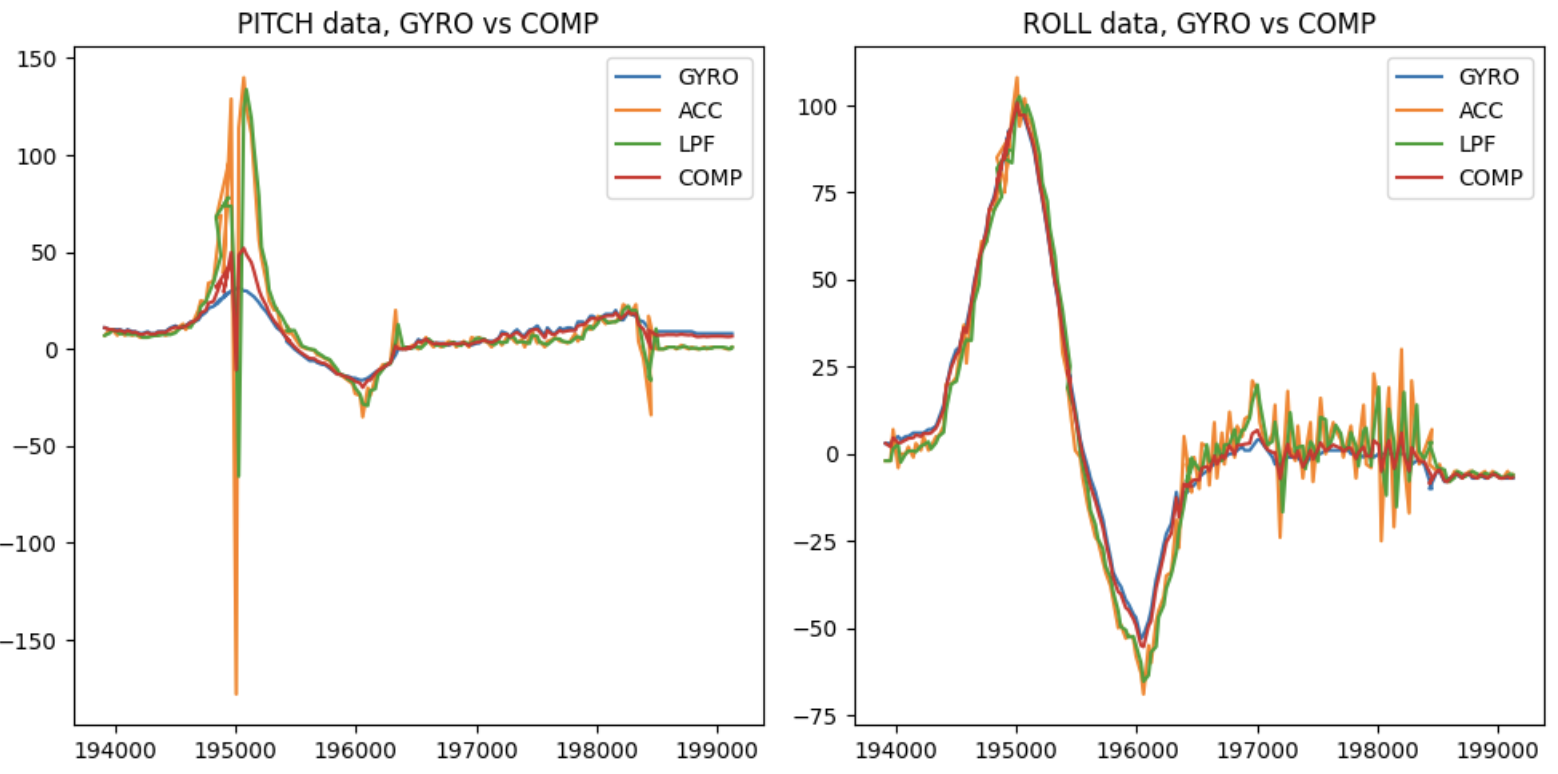 PITCH data, GYRO vs COMP
150
100
50
0
−50
−100
−150
194000 195000 196000 197000 198000 199000
GYRO
ACC
LPF
COMP
ROLL data, GYRO vs COMP
100
75
50
25
0
−25
−50
−75
194000 195000 196000 197000 198000 199000
GYRO
ACC
LPF
COMP